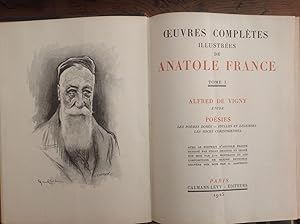 ŒUVRES COMPLÈTES
ILLUSTRÉES
DE
ANATOLE FRANCE
TOME I
ALFRED DE VIGNY
ÉTUDE
POÉSIES
LES POÈMES DORÉS — IDYLLES ET LÉGENDES
LES NOCES CORINTHIENNES
PARIS
CALMANN-LÉVY · ÉDITEURS
1925